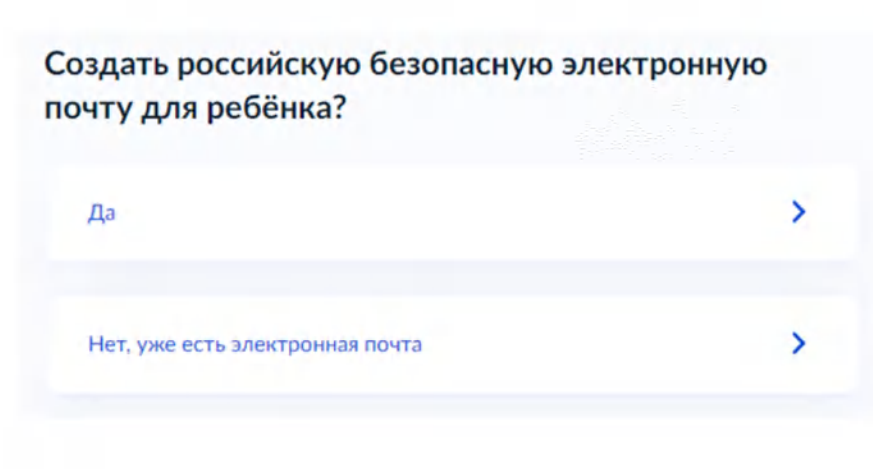 Создать российскую безопасную электронную
почту для ребёнка?
Да
Нет, уже есть электронная почта